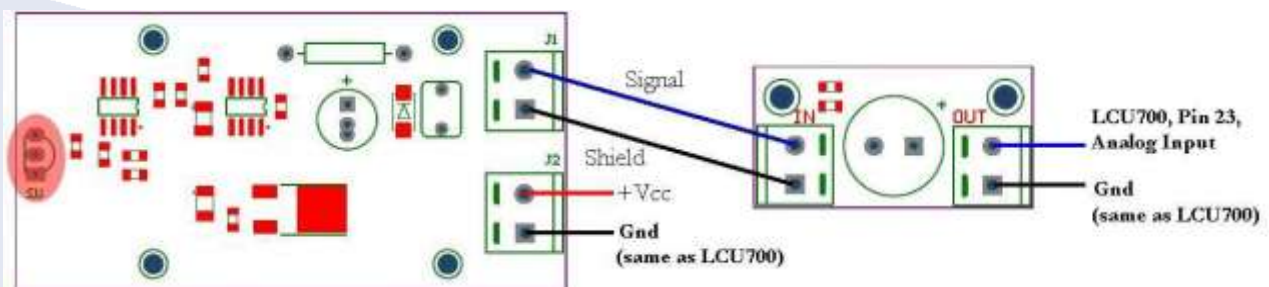 J1
Signal
Shield
J2
+Vcc
Gnd
(same as LCU700)
IN
OUT
LCU700, Pin 23,
Analog Input
Gnd
(same as LCU700)